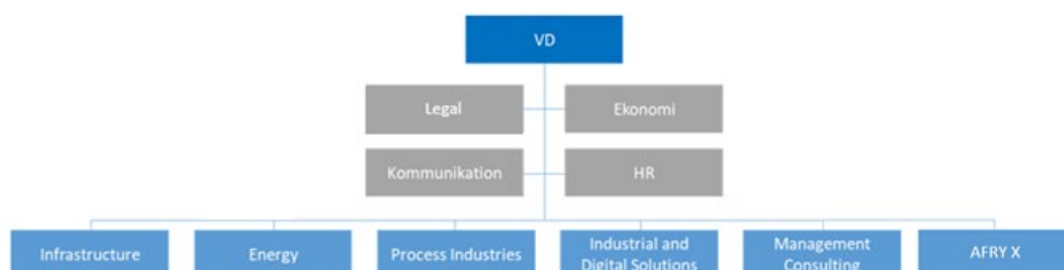 VD
Legal
Ekonomi
Kommunikation
HR
Infrastructure
Energy
Process Industries
Industrial and
Digital Solutions
Management
Consulting
AFRY X